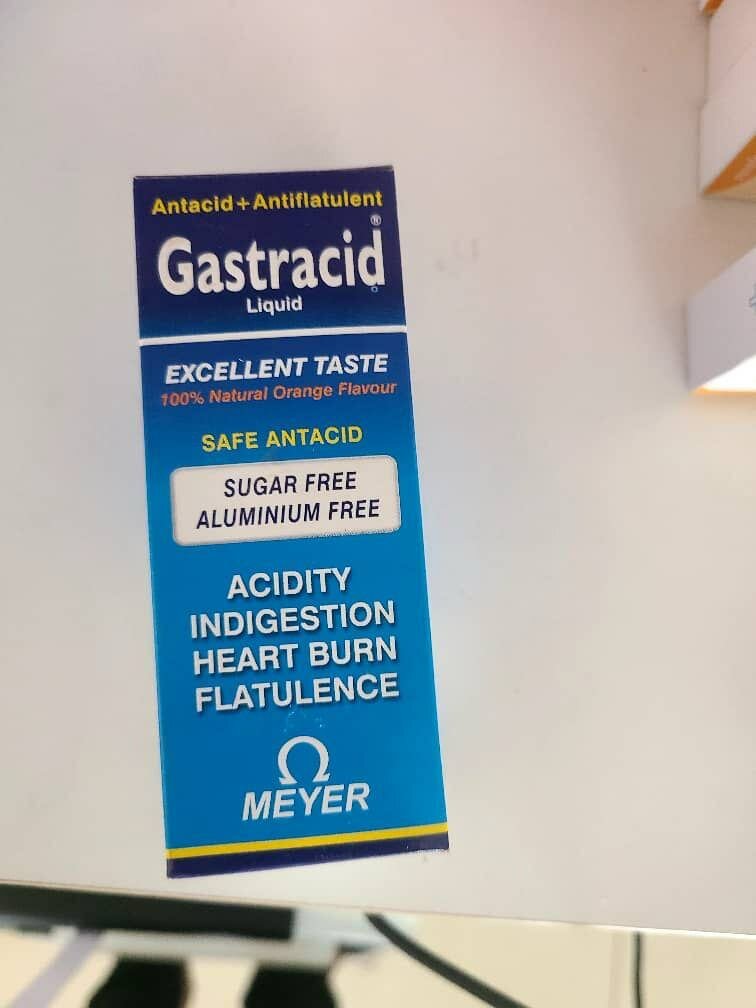 Antacid+Antiflatulent
Gastracid®
Liquid
EXCELLENT TASTE
100% Natural Orange Flavour
SAFE ANTACID
SUGAR FREE
ALUMINIUM FREE
ACIDITY
INDIGESTION
HEART BURN
FLATULENCE
MEYER